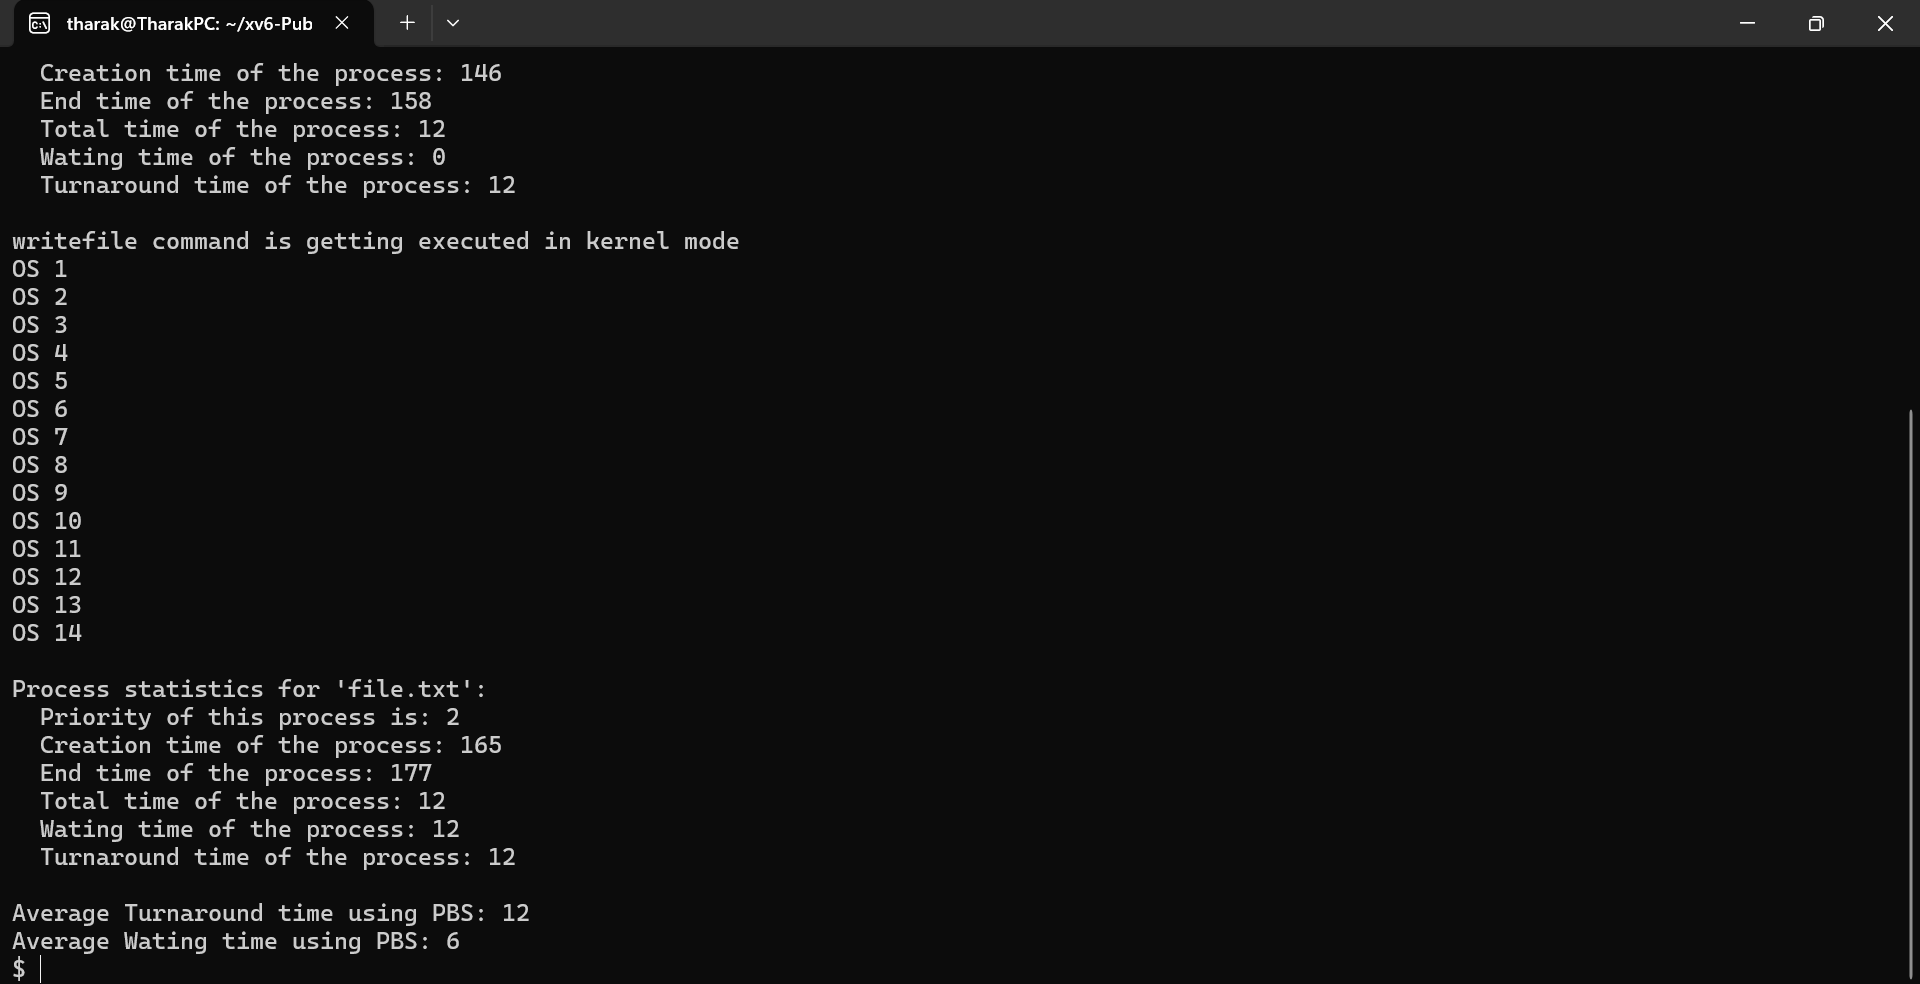 tharak@TharakPC: ~/xv6-Pub
Creation time of the process: 146
End time of the process: 158
Total time of the process: 12
Wating time of the process: 0
Turnaround time of the process: 12
writefile command is getting executed in kernel mode
OS 1
OS 2
OS 3
OS 4
OS 5
OS 6
OS 7
OS 8
OS 9
OS 10
OS 11
OS 12
OS 13
OS 14
Process statistics for 'file.txt':
Priority of this process is: 2
Creation time of the process: 165
End time of the process: 177
Total time of the process: 12
Wating time of the process: 12
Turnaround time of the process: 12
Average Turnaround time using PBS: 12
Average Wating time using PBS: 6
$